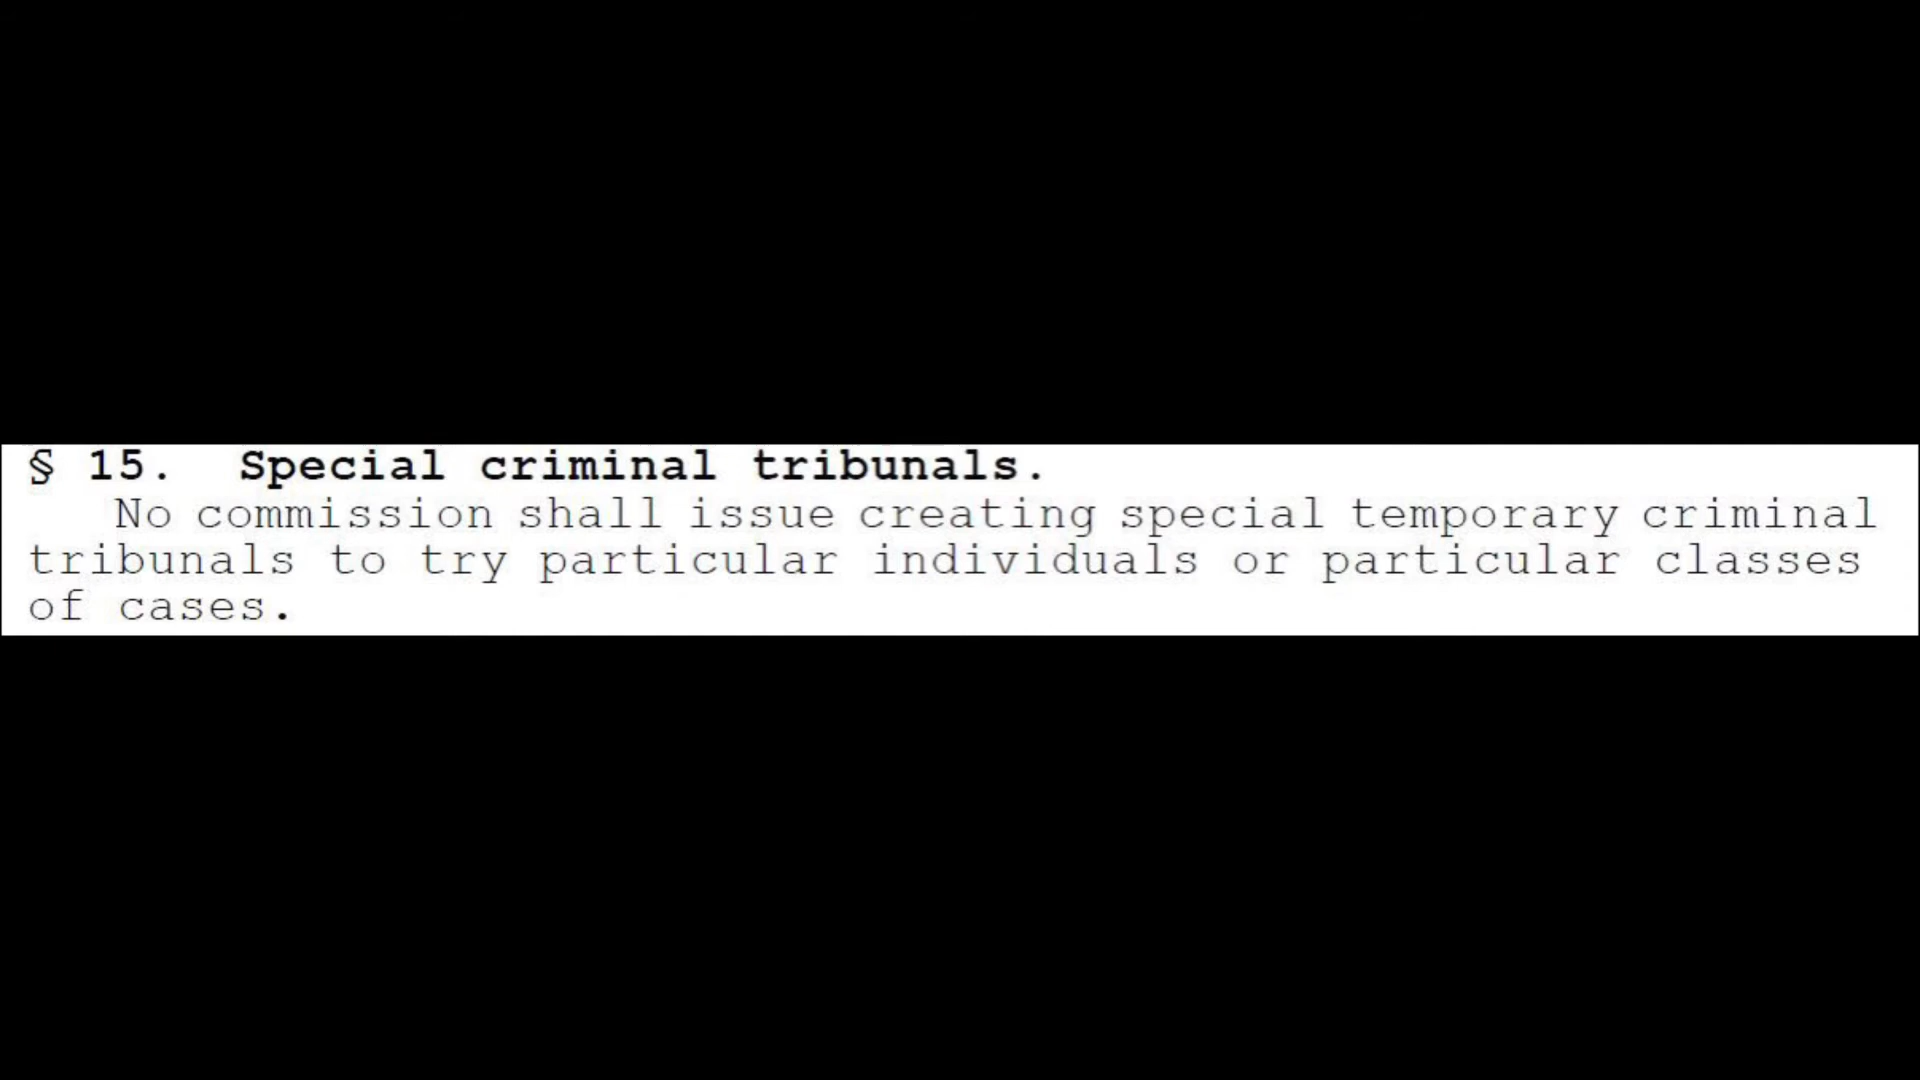 § 15. Special criminal tribunals.
No commission shall issue creating special temporary criminal
tribunals to try particular individuals or particular classes
of cases.